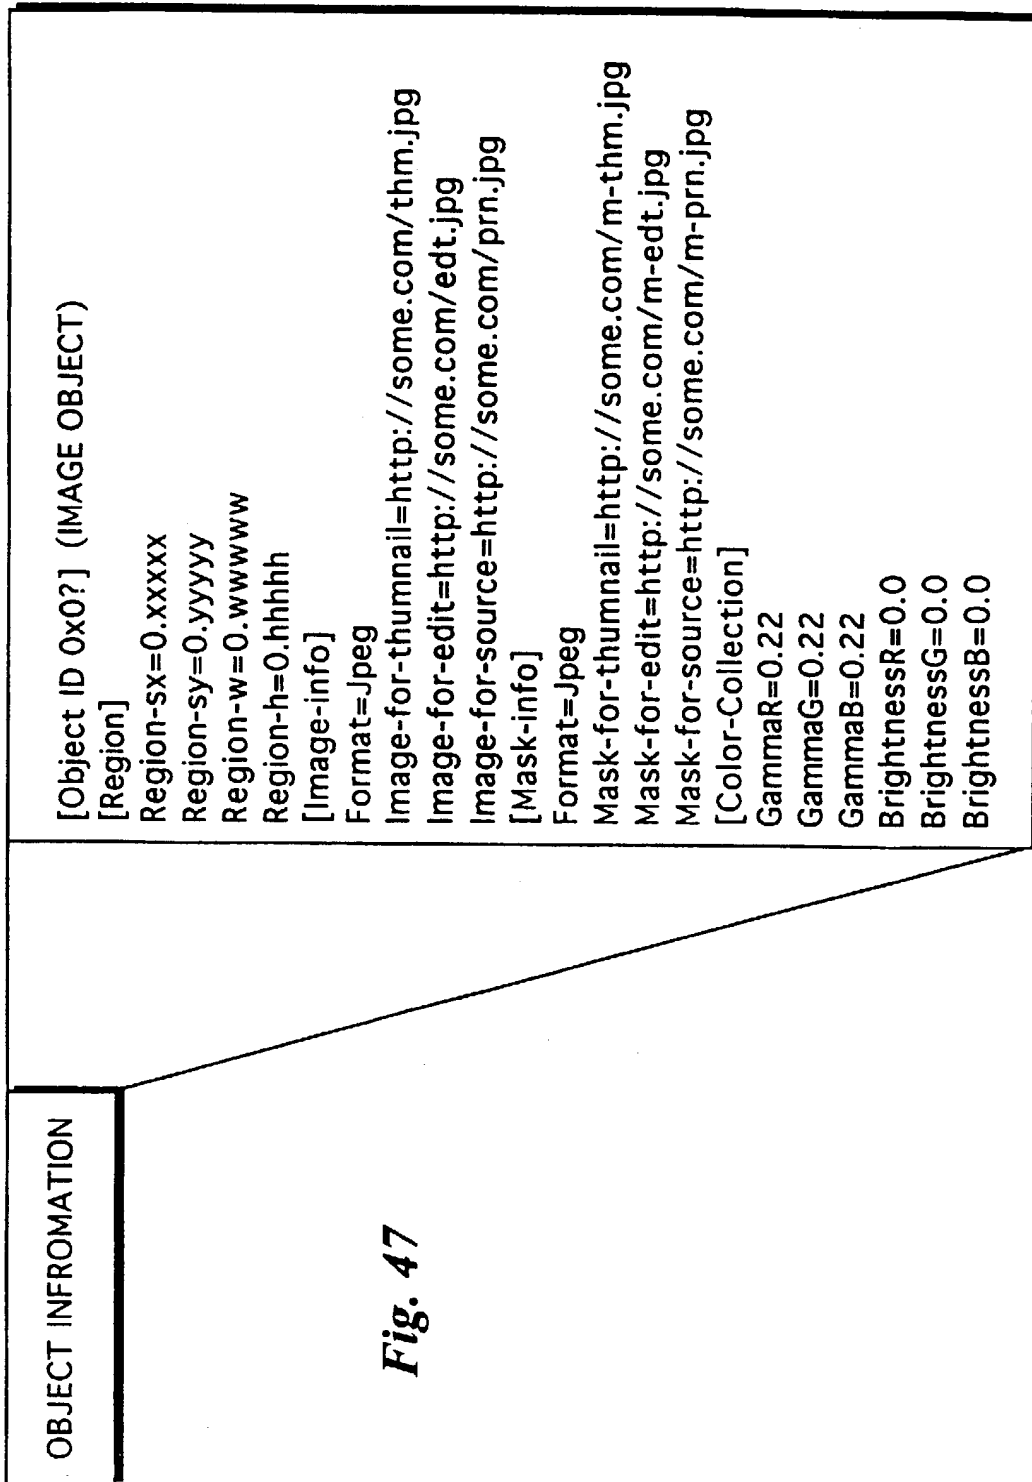 OBJECT INFROMATION
[Object ID 0x0?] (IMAGE OBJECT)
[Region]
Region-sx=0.xxxxx
Region-sy=0.yyyyy
Region-w=0.wwwww
Region-h=0.hhhhh
[Image-info]
Format=Jpeg
Image-for-thumnail=http://some.com/thm.jpg
Image-for-edit=http://some.com/edt.jpg
Image-for-source=http://some.com/prn.jpg
[Mask-info]
Format=Jpeg
Mask-for-thumnail=http://some.com/m-thm.jpg
Mask-for-edit=http://some.com/m-edt.jpg
Mask-for-source=http://some.com/m-prn.jpg
[Color-Collection]
GammaR=0.22
GammaG=0.22
GammaB=0.22
BrightnessR=0.0
BrightnessG=0.0
BrightnessB=0.0
Fig. 47